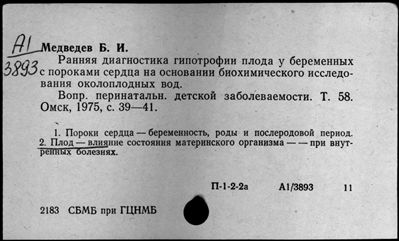 А1
3893
Медведев Б. И.
Ранняя диагностика гипотрофии плода у беременных
с пороками сердца на основании биохимического исследо-
вания околоплодных вод.
Вопр. перинатальн. детской заболеваемости. Т. 58.
Омск, 1975, с. 39—41.
1. Пороки сердца — беременность, роды и послеродовой период.
2. Плод — влияние состояния материнского организма — — при внут-
ренных болезнях.
П-1-2-2а А1/3893 11
2183 СБМБ при ГЦНМБ